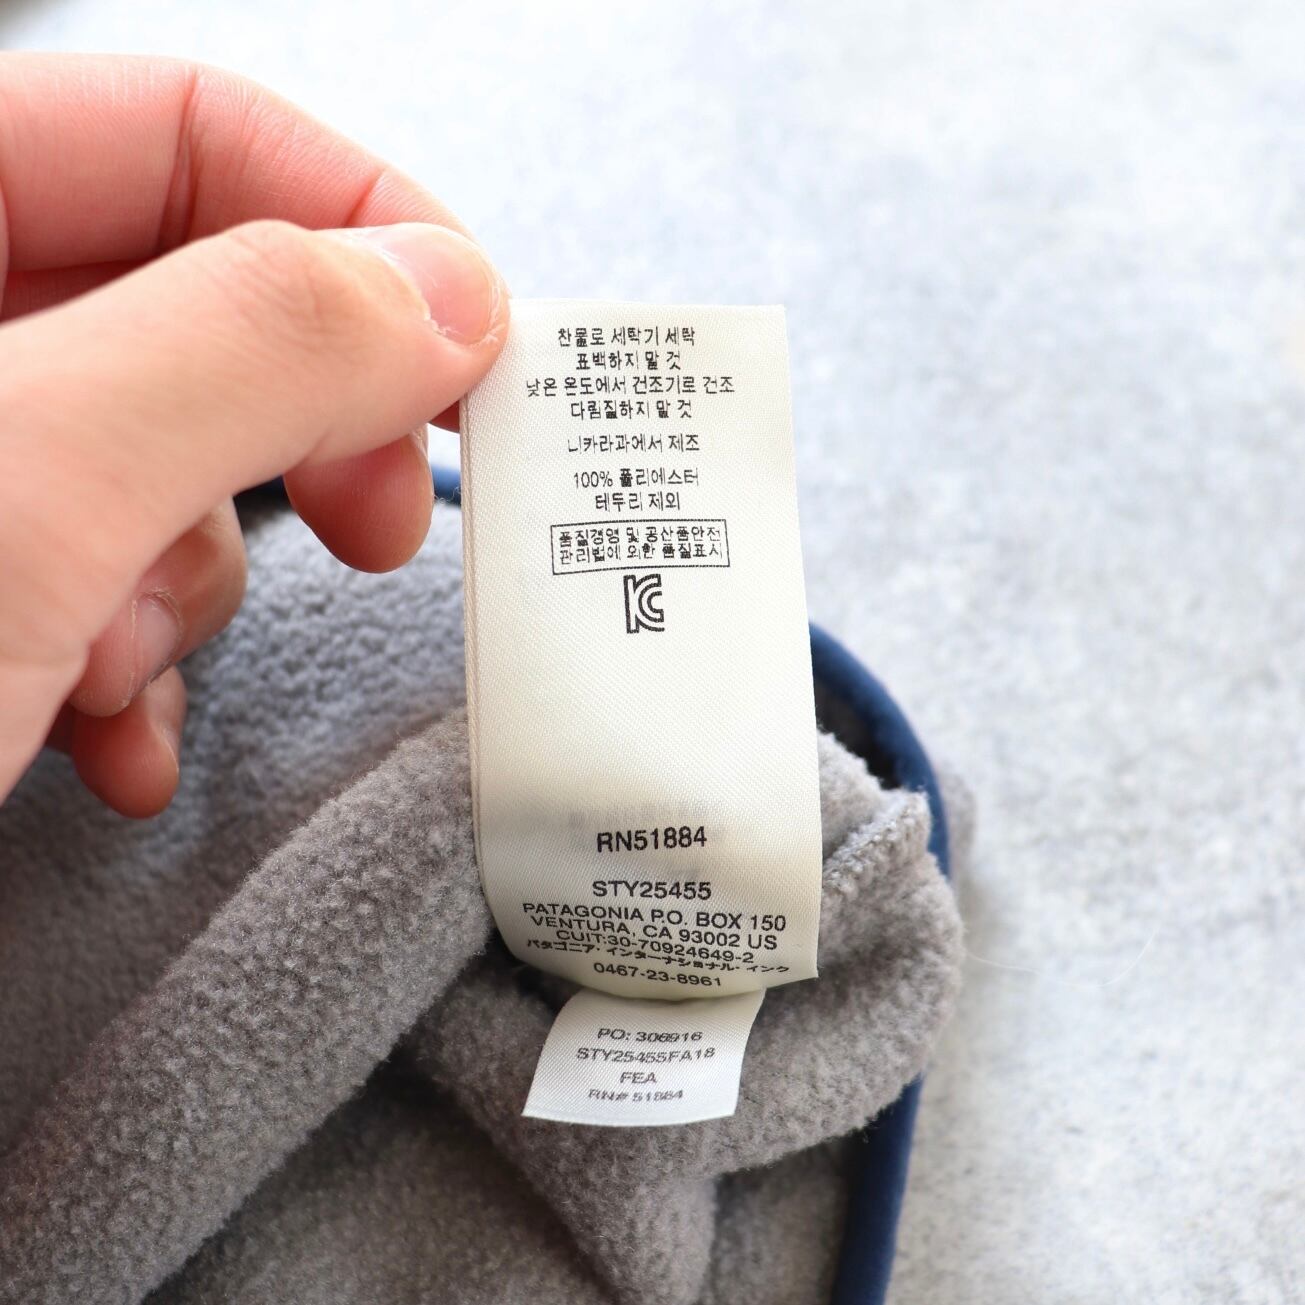 찬물로 세탁기 세탁
표백하지 말 것
낮은 온도에서 건조기로 건조
다림질하지 말 것
니카라과에서 제조
100% 폴리에스터
테두리 제외
품질경영 및 공산품안전
관리법에 의한 품질표시
KC
RN51884
STY25455
PATAGONIA P.O. BOX 150
VENTURA, CA 93002 US
CUIT:30-70924649-2
パタゴニア・インターナショナル・インク
0467-23-8961
PO: 306916
STY25455FA18
FEA
RN# 51884